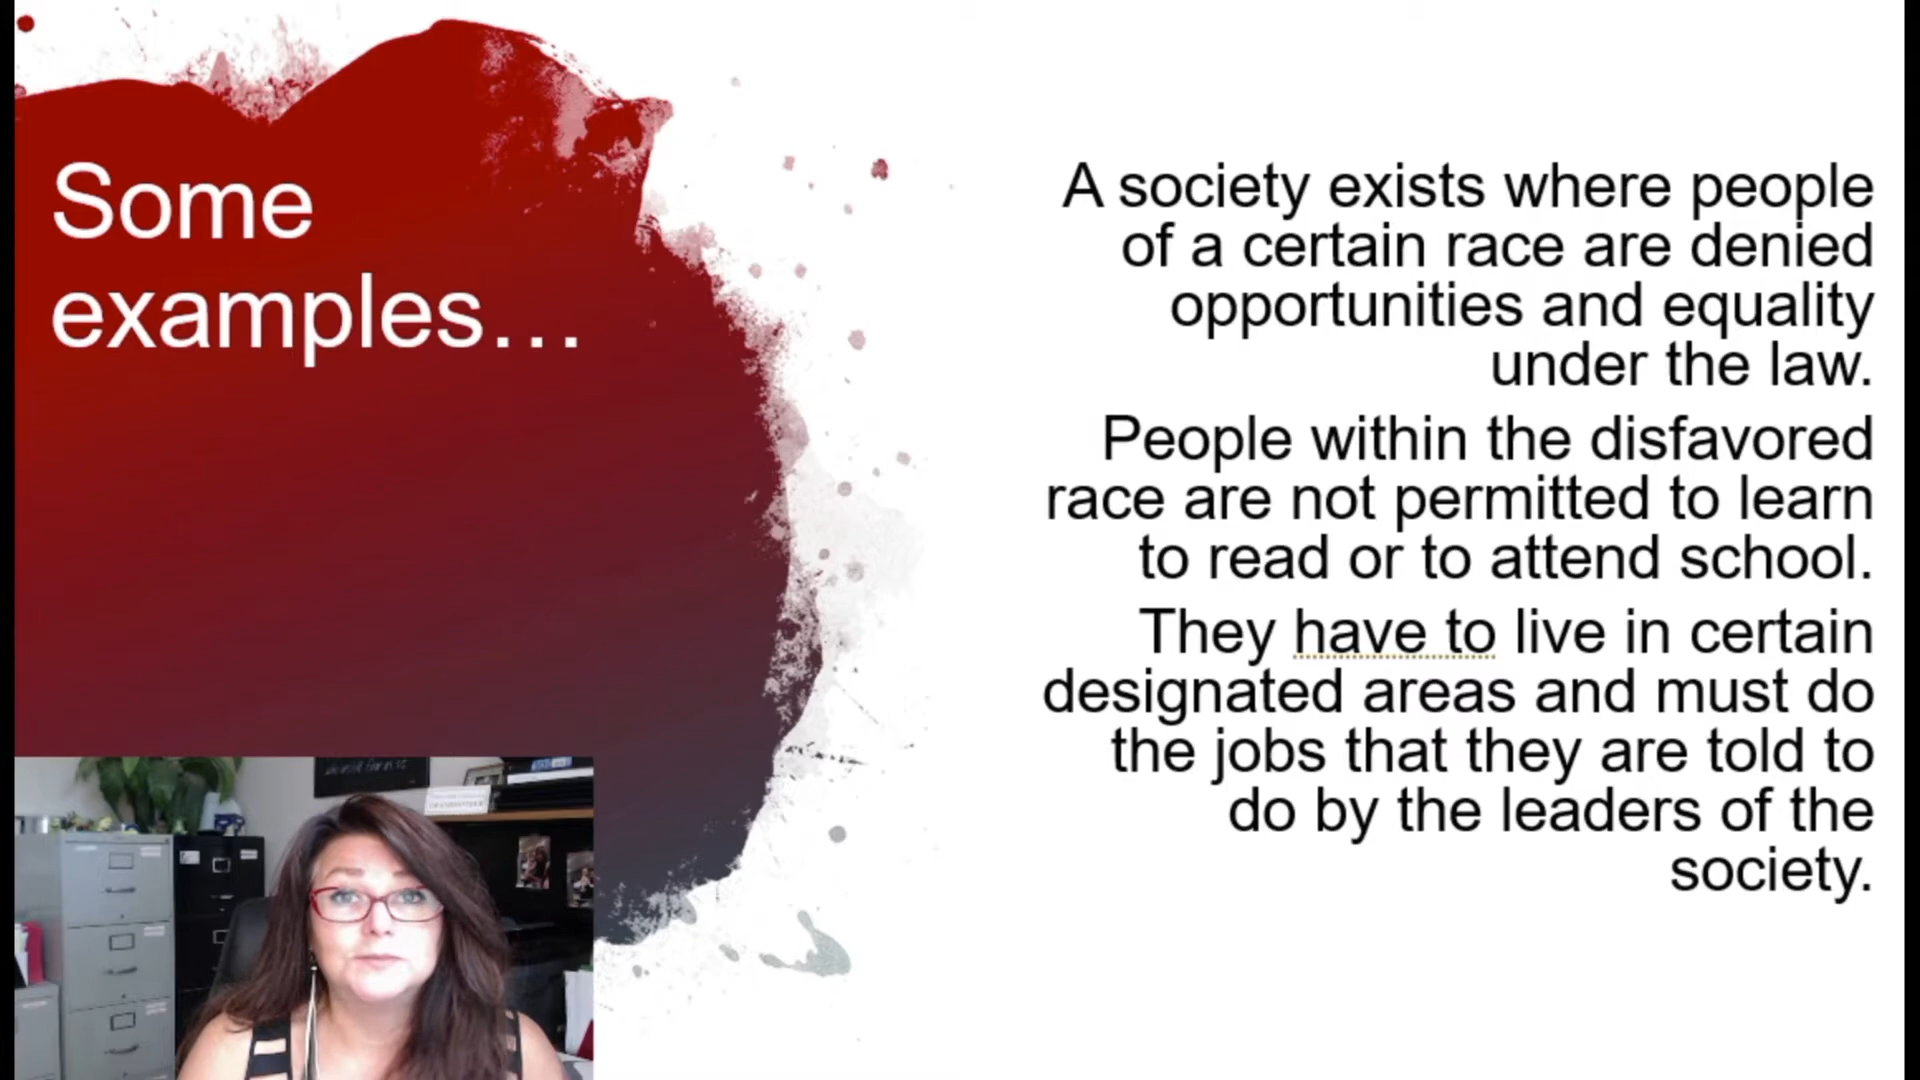 Some
examples…
A society exists where people
of a certain race are denied
opportunities and equality
under the law.
People within the disfavored
race are not permitted to learn
to read or to attend school.
They have to live in certain
designated areas and must do
the jobs that they are told to
do by the leaders of the
society.